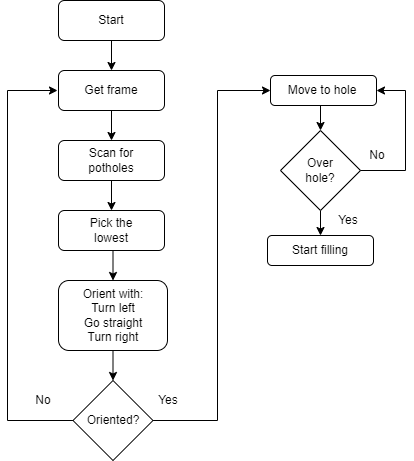 Start
Get frame
Scan for
potholes
Pick the
lowest
Orient with:
Turn left
Go straight
Turn right
No
Yes
Oriented?
Move to hole
Over
hole?
No
Yes
Start filling